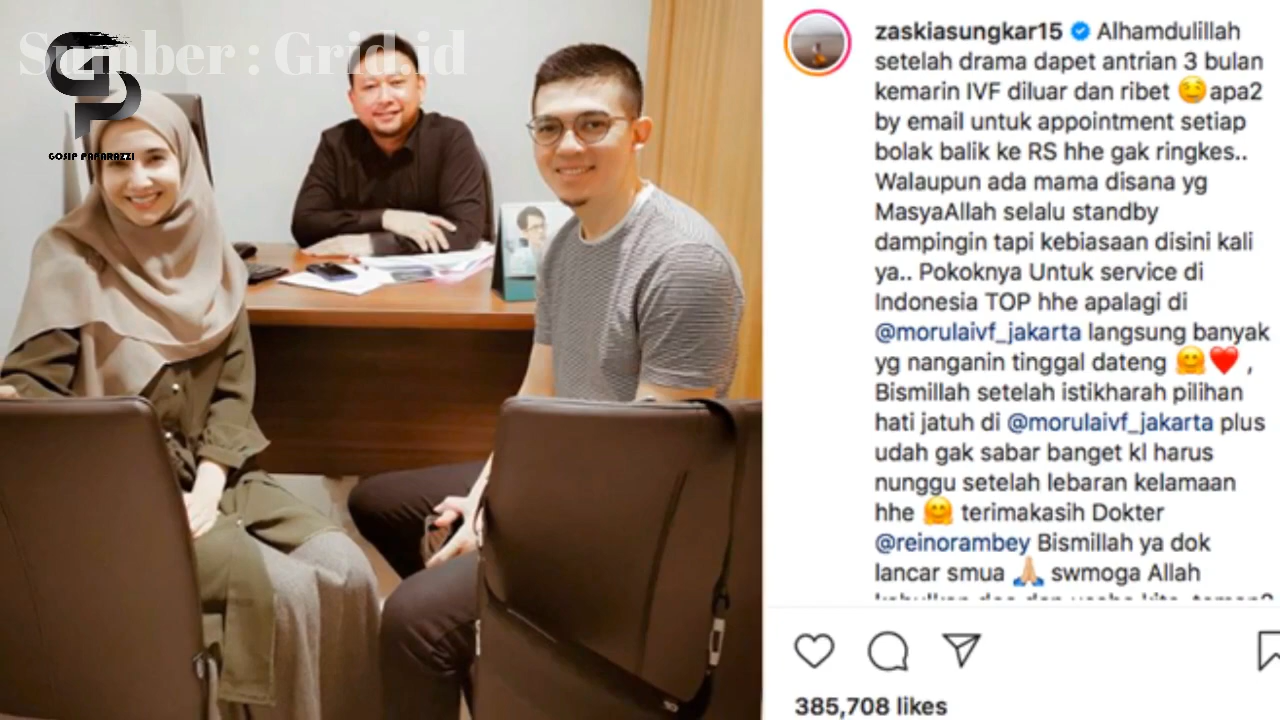 Sumber : Grid.id
GP
GOSIP PAPARAZZI
zaskiasungkar15 Alhamdulillah
setelah drama dapet antrian 3 bulan
kemarin IVF diluar dan ribet 😏apa2
by email untuk appointment setiap
bolak balik ke RS hhe gak ringkes..
Walaupun ada mama disana yg
MasyaAllah selalu standby
dampingin tapi kebiasaan disini kali
ya.. Pokoknya Untuk service di
Indonesia TOP hhe apalagi di
@morulaivf_jakarta langsung banyak
yg nanganin tinggal dateng 🤗❤️ ,
Bismillah setelah istikharah pilihan
hati jatuh di @morulaivf_jakarta plus
udah gak sabar banget kl harus
nunggu setelah lebaran kelamaan
hhe 🤗 terimakasih Dokter
@reinorambey Bismillah ya dok
lancar smua 🙏🏼 swmoga Allah
385,708 likes